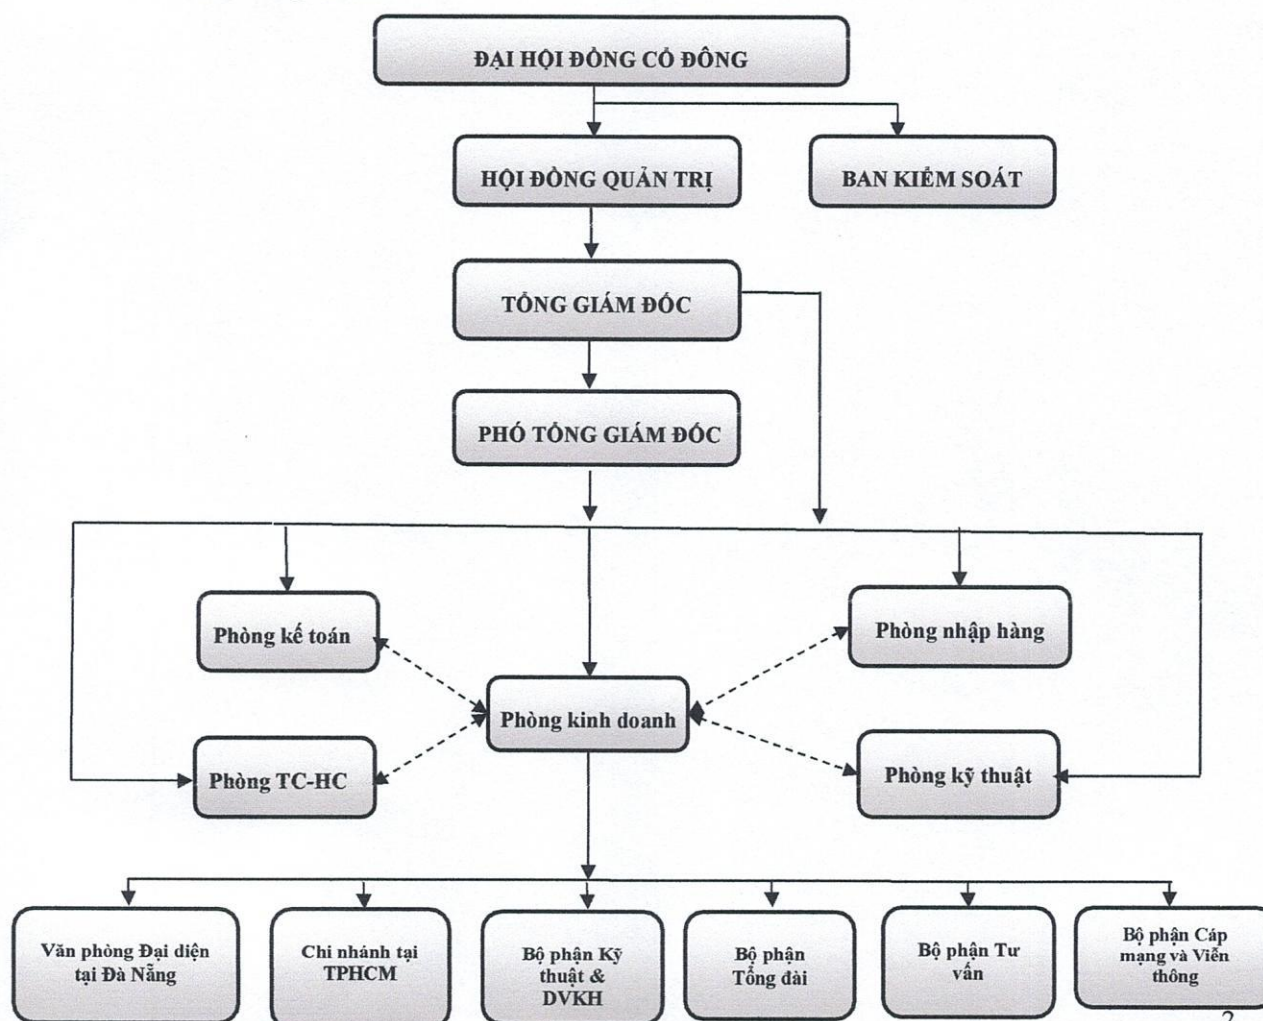 ĐẠI HỘI ĐỒNG CỔ ĐÔNG
HỘI ĐỒNG QUẢN TRỊ
BAN KIỂM SOÁT
TỔNG GIÁM ĐỐC
PHÓ TỔNG GIÁM ĐỐC
Phòng kế toán
Phòng nhập hàng
Phòng kinh doanh
Phòng TC-HC
Phòng kỹ thuật
Văn phòng Đại diện
tại Đà Nẵng
Chi nhánh tại
TPHCM
Bộ phận Kỹ
thuật &
DVKH
Bộ phận
Tổng đài
Bộ phận Tư
vấn
Bộ phận Cáp
mạng và Viễn
thông
2